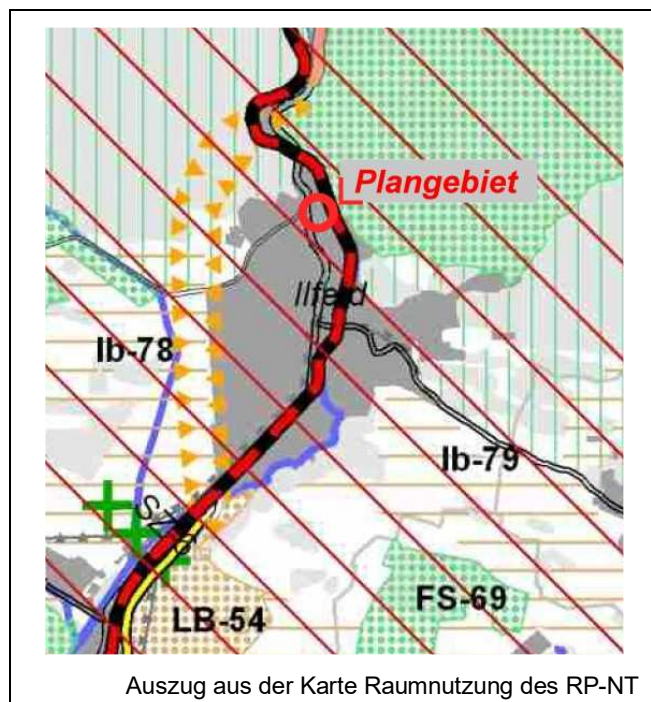 Plangebiet
Ilfeld
Ib-78
Ib-79
FS-69
LB-54
Auszug aus der Karte Raumnutzung des RP-NT